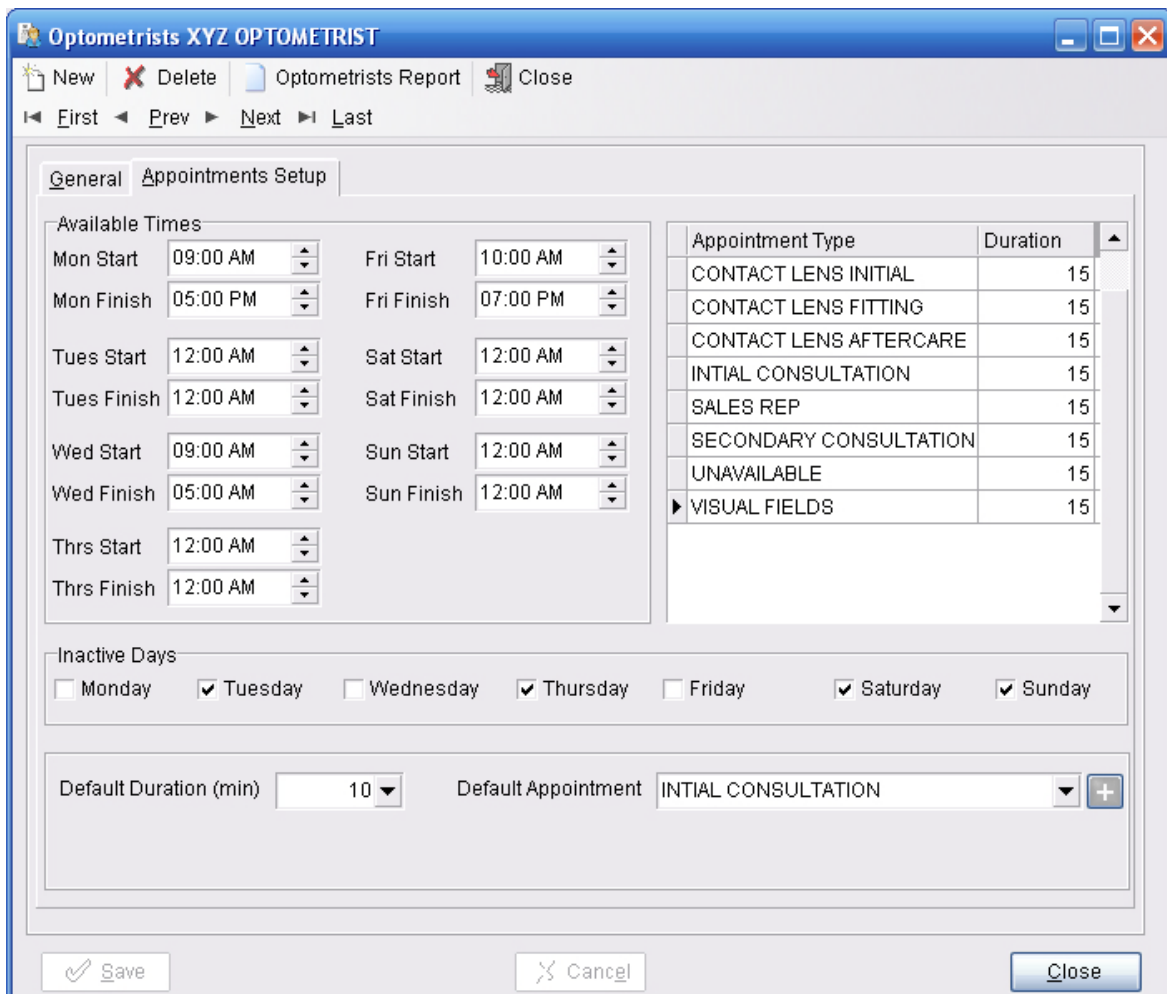 Optometrists XYZ OPTOMETRIST
New Delete Optometrists Report Close
First Prev Next Last
General Appointments Setup
Available Times
Mon Start 09:00 AM Fri Start 10:00 AM
Mon Finish 05:00 PM Fri Finish 07:00 PM
Tues Start 12:00 AM Sat Start 12:00 AM
Tues Finish 12:00 AM Sat Finish 12:00 AM
Wed Start 09:00 AM Sun Start 12:00 AM
Wed Finish 05:00 AM Sun Finish 12:00 AM
Thrs Start 12:00 AM
Thrs Finish 12:00 AM
Appointment Type Duration
CONTACT LENS INITIAL 15
CONTACT LENS FITTING 15
CONTACT LENS AFTERCARE 15
INTIAL CONSULTATION 15
SALES REP 15
SECONDARY CONSULTATION 15
UNAVAILABLE 15
VISUAL FIELDS 15
Inactive Days
Monday Tuesday Wednesday Thursday Friday Saturday Sunday
Default Duration (min) 10 Default Appointment INTIAL CONSULTATION
Save Cancel Close